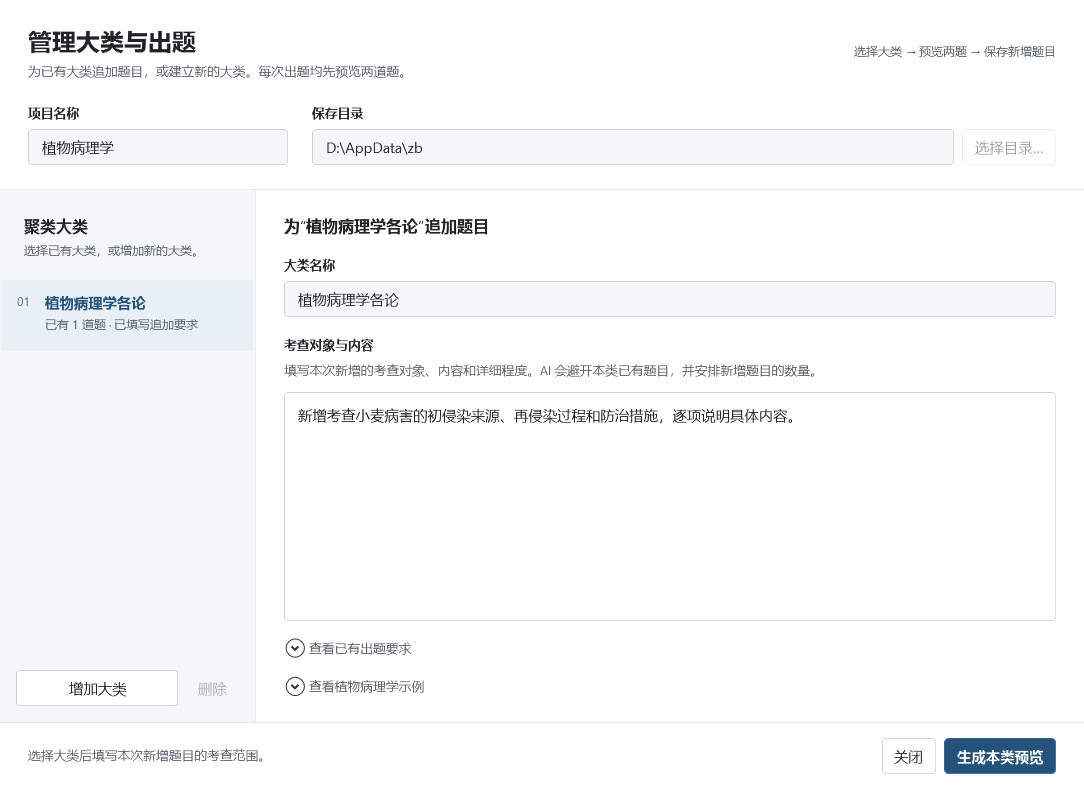 管理大类与出题
为已有大类追加题目，或建立新的大类。每次出题均先预览两道题。
选择大类 → 预览两题 → 保存新增题目
项目名称
植物病理学
保存目录
D:\AppData\zb
选择目录...
聚类大类
选择已有大类，或增加新的大类。
01 植物病理学各论
已有 1 道题 · 已填写追加要求
增加大类
删除
为“植物病理学各论”追加题目
大类名称
植物病理学各论
考查对象与内容
填写本次新增的考查对象、内容和详细程度。AI 会避开本类已有题目，并安排新增题目的数量。
新增考查小麦病害的初侵染来源、再侵染过程和防治措施，逐项说明具体内容。
查看已有出题要求
查看植物病理学示例
选择大类后填写本次新增题目的考查范围。
关闭
生成本类预览